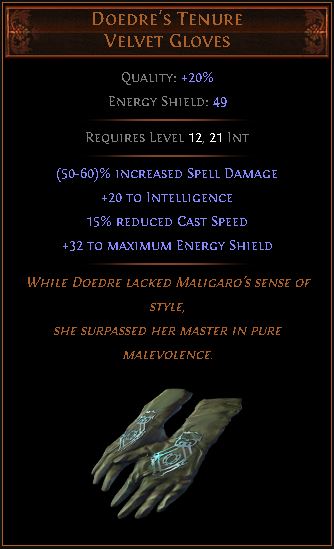 Doedre's Tenure
Velvet Gloves
Quality: +20%
Energy Shield: 49
Requires Level 12, 21 Int
(50-60)% increased Spell Damage
+20 to Intelligence
15% reduced Cast Speed
+32 to maximum Energy Shield
While Doedre lacked Maligaro's sense of
style,
she surpassed her master in pure
malevolence.